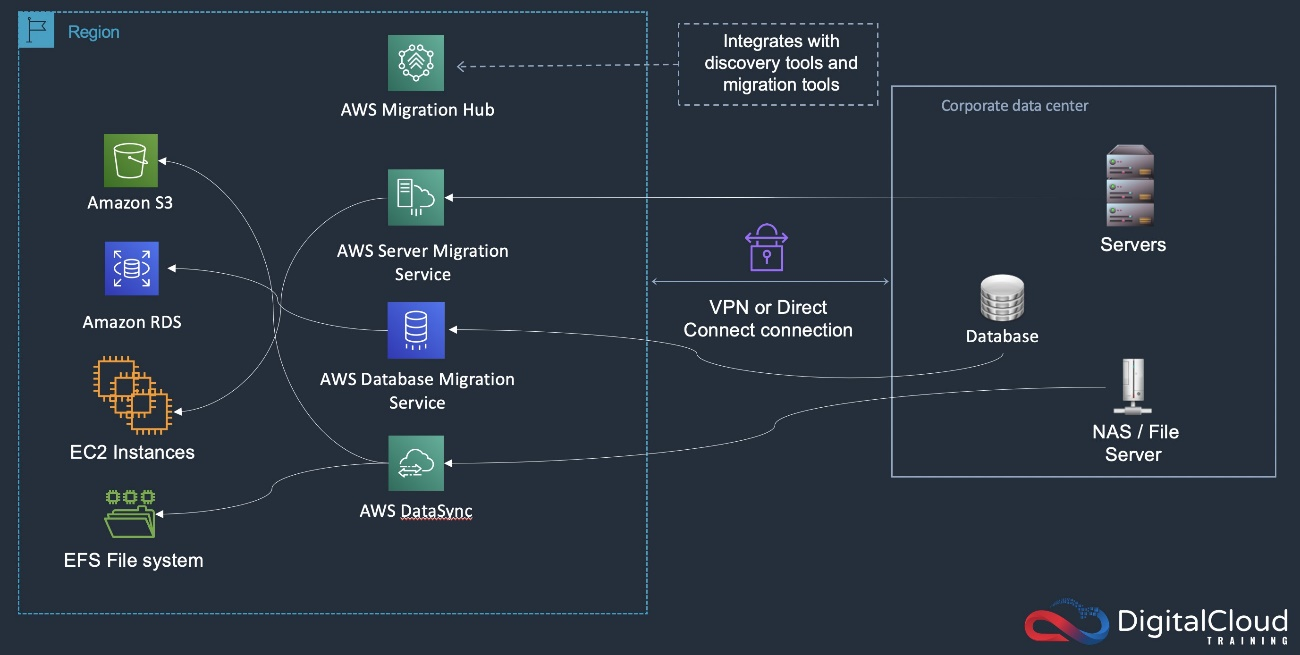 Region
Integrates with
discovery tools and
migration tools
AWS Migration Hub
Corporate data center
Amazon S3
AWS Server Migration
Service
Servers
VPN or Direct
Connect connection
Amazon RDS
Database
AWS Database Migration
Service
EC2 Instances
NAS / File
Server
AWS DataSync
EFS File system
DigitalCloud
TRAINING